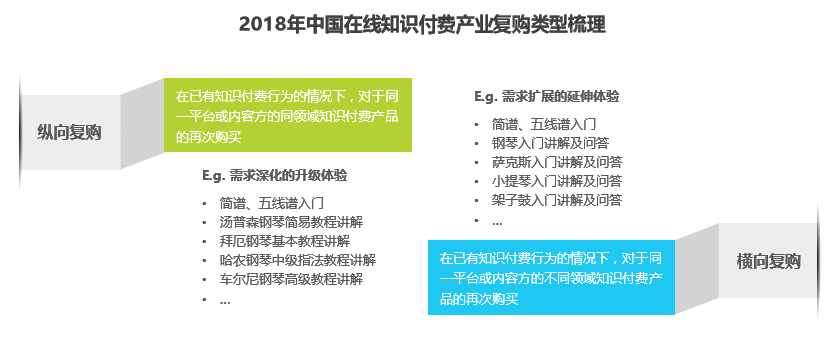 2018年中国在线知识付费产业复购类型梳理
纵向复购
在已有知识付费行为的情况下，对于同
一平台或内容方的同领域知识付费产品
的再次购买
E.g. 需求深化的升级体验
• 简谱、五线谱入门
• 汤普森钢琴简易教程讲解
• 拜厄钢琴基本教程讲解
• 哈农钢琴中级指法教程讲解
• 车尔尼钢琴高级教程讲解
• ...
E.g. 需求扩展的延伸体验
• 简谱、五线谱入门
• 钢琴入门讲解及问答
• 萨克斯入门讲解及问答
• 小提琴入门讲解及问答
• 架子鼓入门讲解及问答
• ...
在已有知识付费行为的情况下，对于同
一平台或内容方的不同领域知识付费产
品的再次购买
横向复购